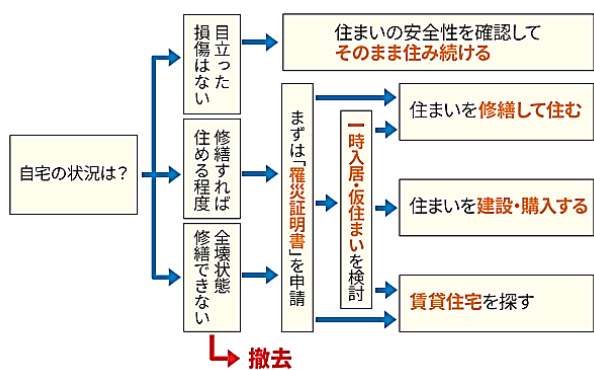 自宅の状況は？
目立った
損傷はない
修繕すれば
住める程度
全壊状態
修繕できない
撤去
まずは「罹災証明書」を申請
一時入居・仮住まいを検討
住まいの安全性を確認して
そのまま住み続ける
住まいを修繕して住む
住まいを建設・購入する
賃貸住宅を探す